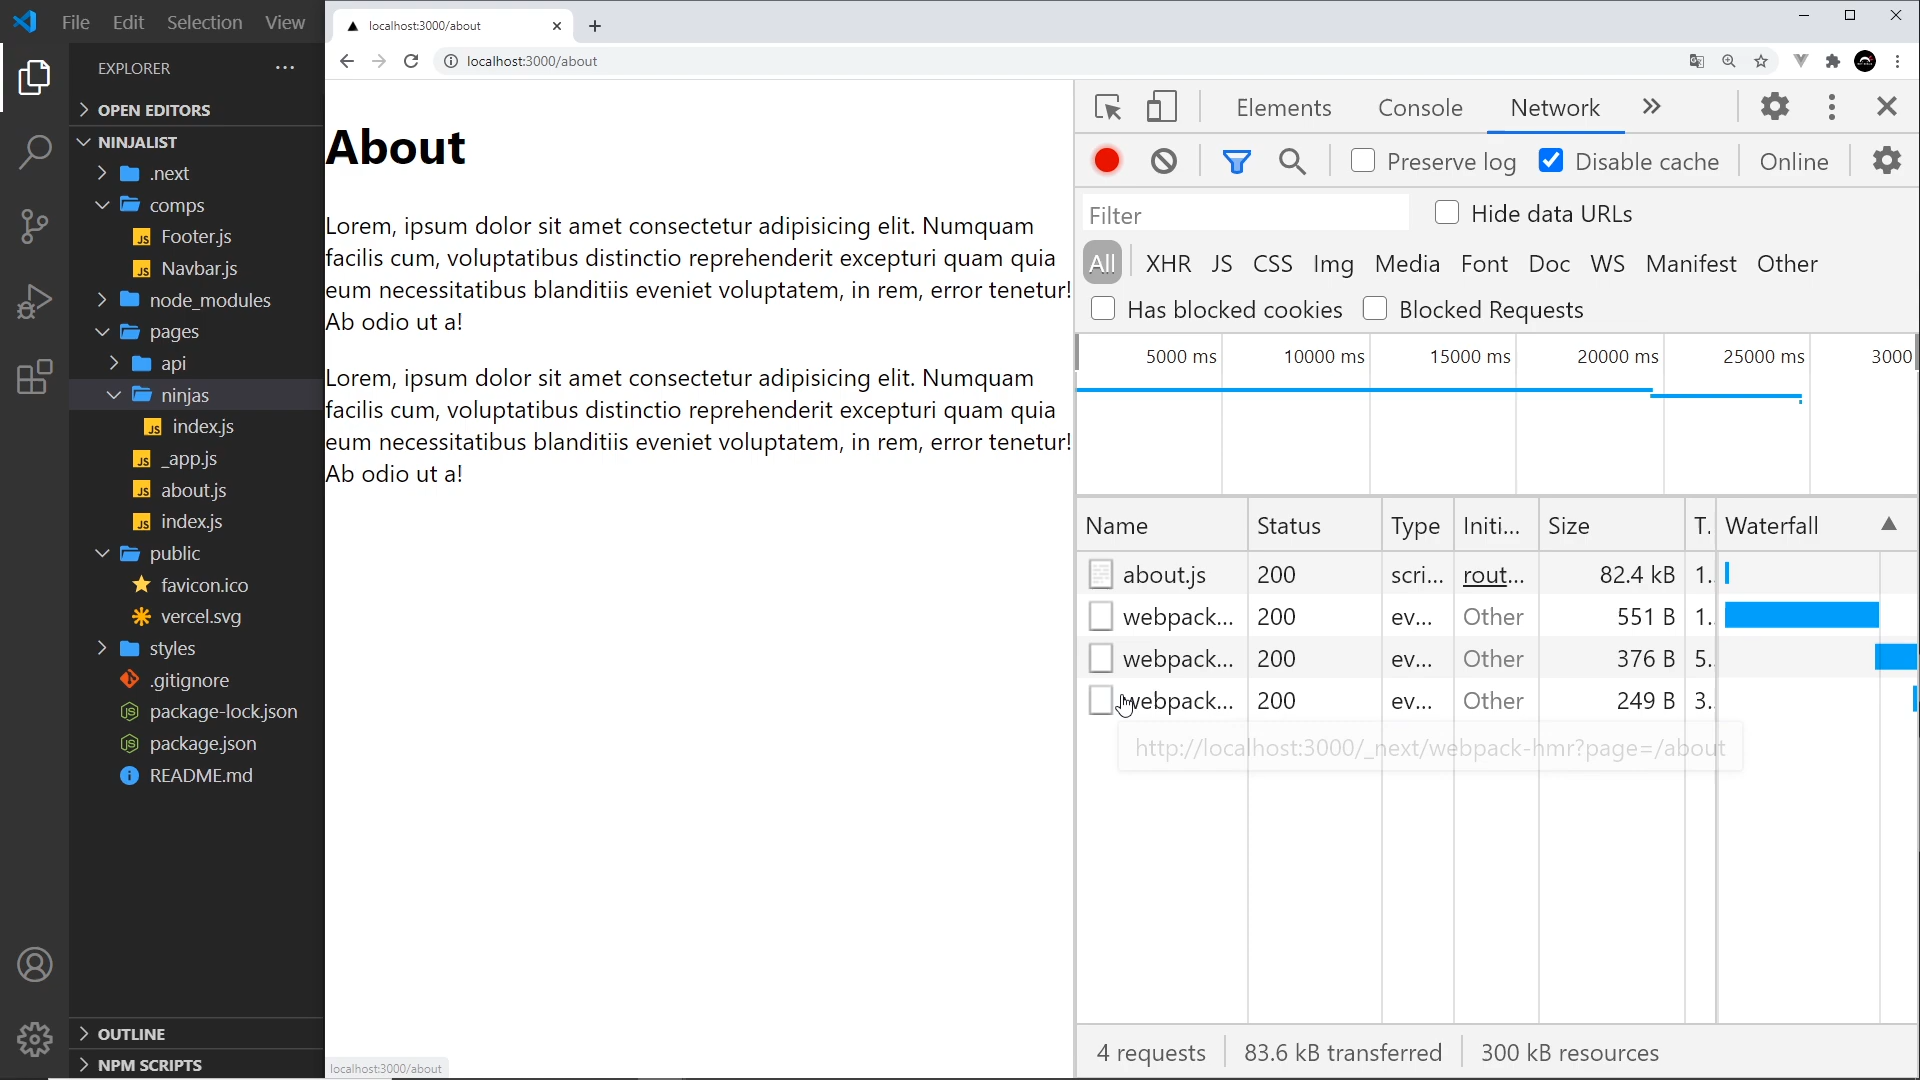 File Edit Selection View
EXPLORER
OPEN EDITORS
NINJALIST
.next
comps
Footer.js
Navbar.js
node_modules
pages
api
ninjas
index.js
_app.js
about.js
index.js
public
favicon.ico
vercel.svg
styles
.gitignore
package-lock.json
package.json
README.md
OUTLINE
NPM SCRIPTS
localhost:3000/about
localhost:3000/about
About
Lorem, ipsum dolor sit amet consectetur adipisicing elit. Numquam
facilis cum, voluptatibus distinctio reprehenderit excepturi quam quia
eum necessitatibus blanditiis eveniet voluptatem, in rem, error tenetur!
Ab odio ut a!
Lorem, ipsum dolor sit amet consectetur adipisicing elit. Numquam
facilis cum, voluptatibus distinctio reprehenderit excepturi quam quia
eum necessitatibus blanditiis eveniet voluptatem, in rem, error tenetur!
Ab odio ut a!
localhost:3000/about
Elements Console Network
Preserve log Disable cache Online
Filter Hide data URLs
All XHR JS CSS Img Media Font Doc WS Manifest Other
Has blocked cookies Blocked Requests
5000 ms 10000 ms 15000 ms 20000 ms 25000 ms 3000
Name Status Type Initi... Size T. Waterfall
about.js 200 scri... rout... 82.4 kB 1.
webpack... 200 ev... Other 551 B 1.
webpack... 200 ev... Other 376 B 5.
webpack... 200 ev... Other 249 B 3.
http://localhost:3000/_next/webpack-hmr?page=/about
4 requests 83.6 kB transferred 300 kB resources